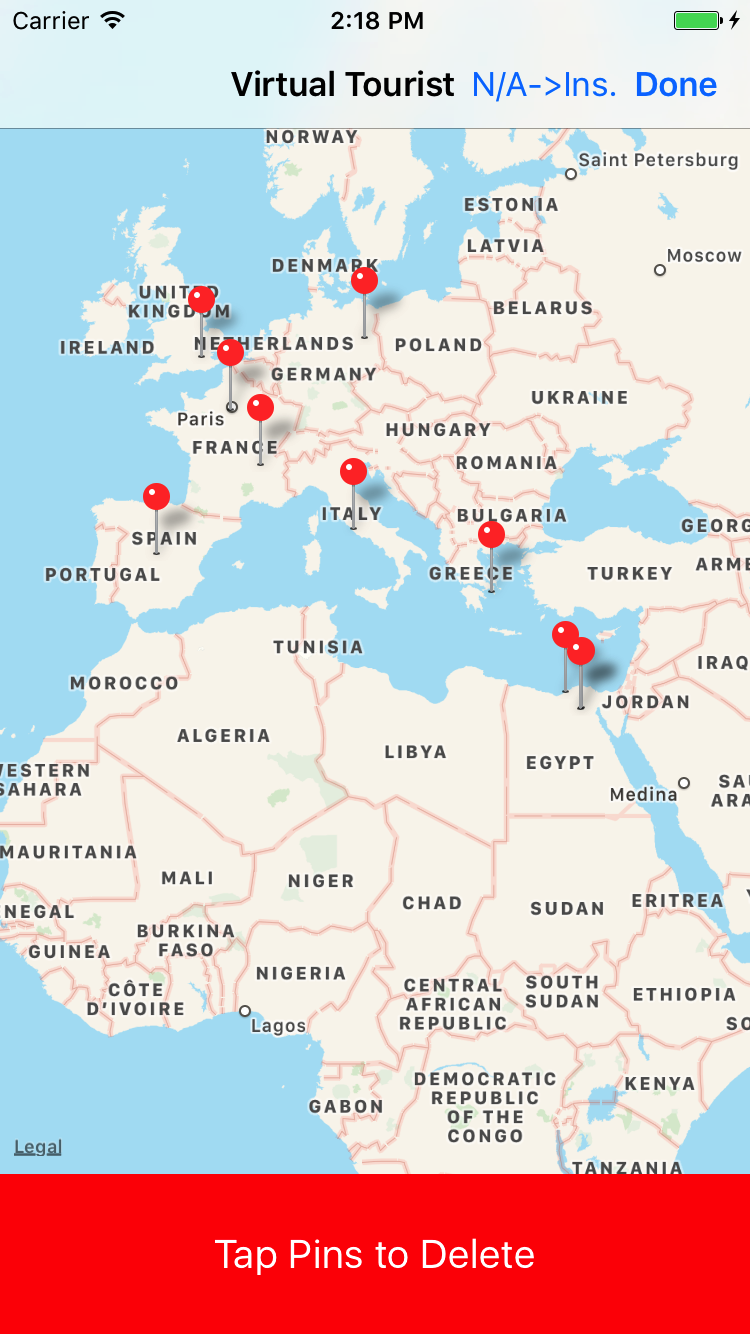 Carrier 2:18 PM
Virtual Tourist N/A->Ins. Done
NORWAY
Saint Petersburg
ESTONIA
LATVIA
Moscow
DENMARK
UNITED
KINGDOM
BELARUS
IRELAND
NETHERLANDS
POLAND
GERMANY
UKRAINE
Paris
HUNGARY
FRANCE
ROMANIA
ITALY
BULGARIA
GEORG
SPAIN
PORTUGAL
GREECE
TURKEY
ARME
TUNISIA
IRAQ
MOROCCO
JORDAN
ALGERIA
LIBYA
EGYPT
WESTERN
SAHARA
Medina
SAU
ARA
MAURITANIA
MALI
NIGER
CHAD
SUDAN
ERITREA
NEGAL
BURKINA
FASO
GUINEA
NIGERIA
CENTRAL
AFRICAN
REPUBLIC
SOUTH
SUDAN
ETHIOPIA
CÔTE
D'IVOIRE
Lagos
SO
DEMOCRATIC
REPUBLIC
OF THE
CONGO
KENYA
GABON
Legal
TANZANIA
Tap Pins to Delete